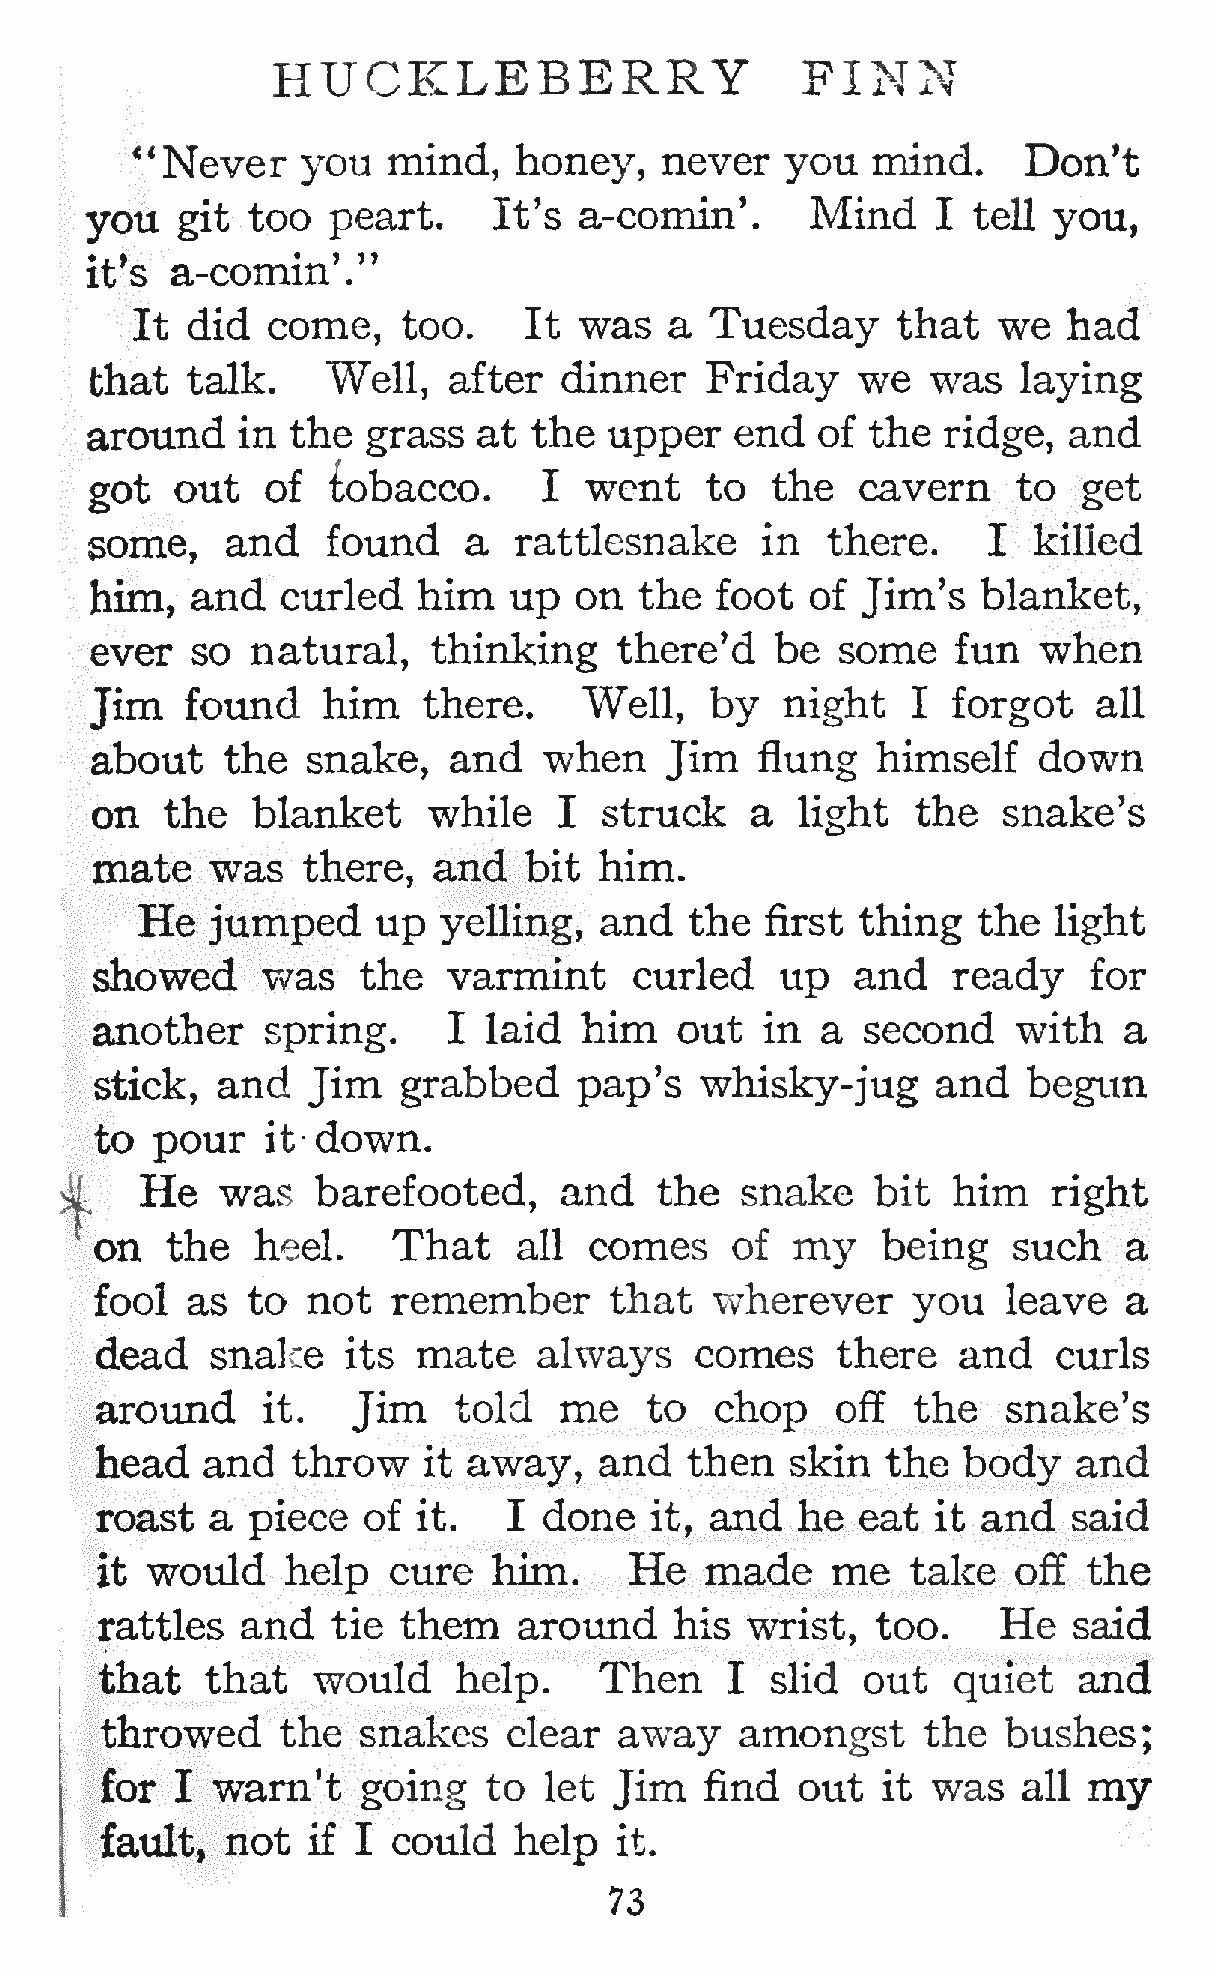 HUCKLEBERRY FINN
"Never you mind, honey, never you mind. Don't
you git too peart. It's a-comin'. Mind I tell you,
it's a-comin'."
It did come, too. It was a Tuesday that we had
that talk. Well, after dinner Friday we was laying
around in the grass at the upper end of the ridge, and
got out of tobacco. I went to the cavern to get
some, and found a rattlesnake in there. I killed
him, and curled him up on the foot of Jim's blanket,
ever so natural, thinking there'd be some fun when
Jim found him there. Well, by night I forgot all
about the snake, and when Jim flung himself down
on the blanket while I struck a light the snake's
mate was there, and bit him.
He jumped up yelling, and the first thing the light
showed was the varmint curled up and ready for
another spring. I laid him out in a second with a
stick, and Jim grabbed pap's whisky-jug and begun
to pour it down.
He was barefooted, and the snake bit him right
on the heel. That all comes of my being such a
fool as to not remember that wherever you leave a
dead snake its mate always comes there and curls
around it. Jim told me to chop off the snake's
head and throw it away, and then skin the body and
roast a piece of it. I done it, and he eat it and said
it would help cure him. He made me take off the
rattles and tie them around his wrist, too. He said
that that would help. Then I slid out quiet and
throwed the snakes clear away amongst the bushes;
for I warn't going to let Jim find out it was all my
fault, not if I could help it.
73